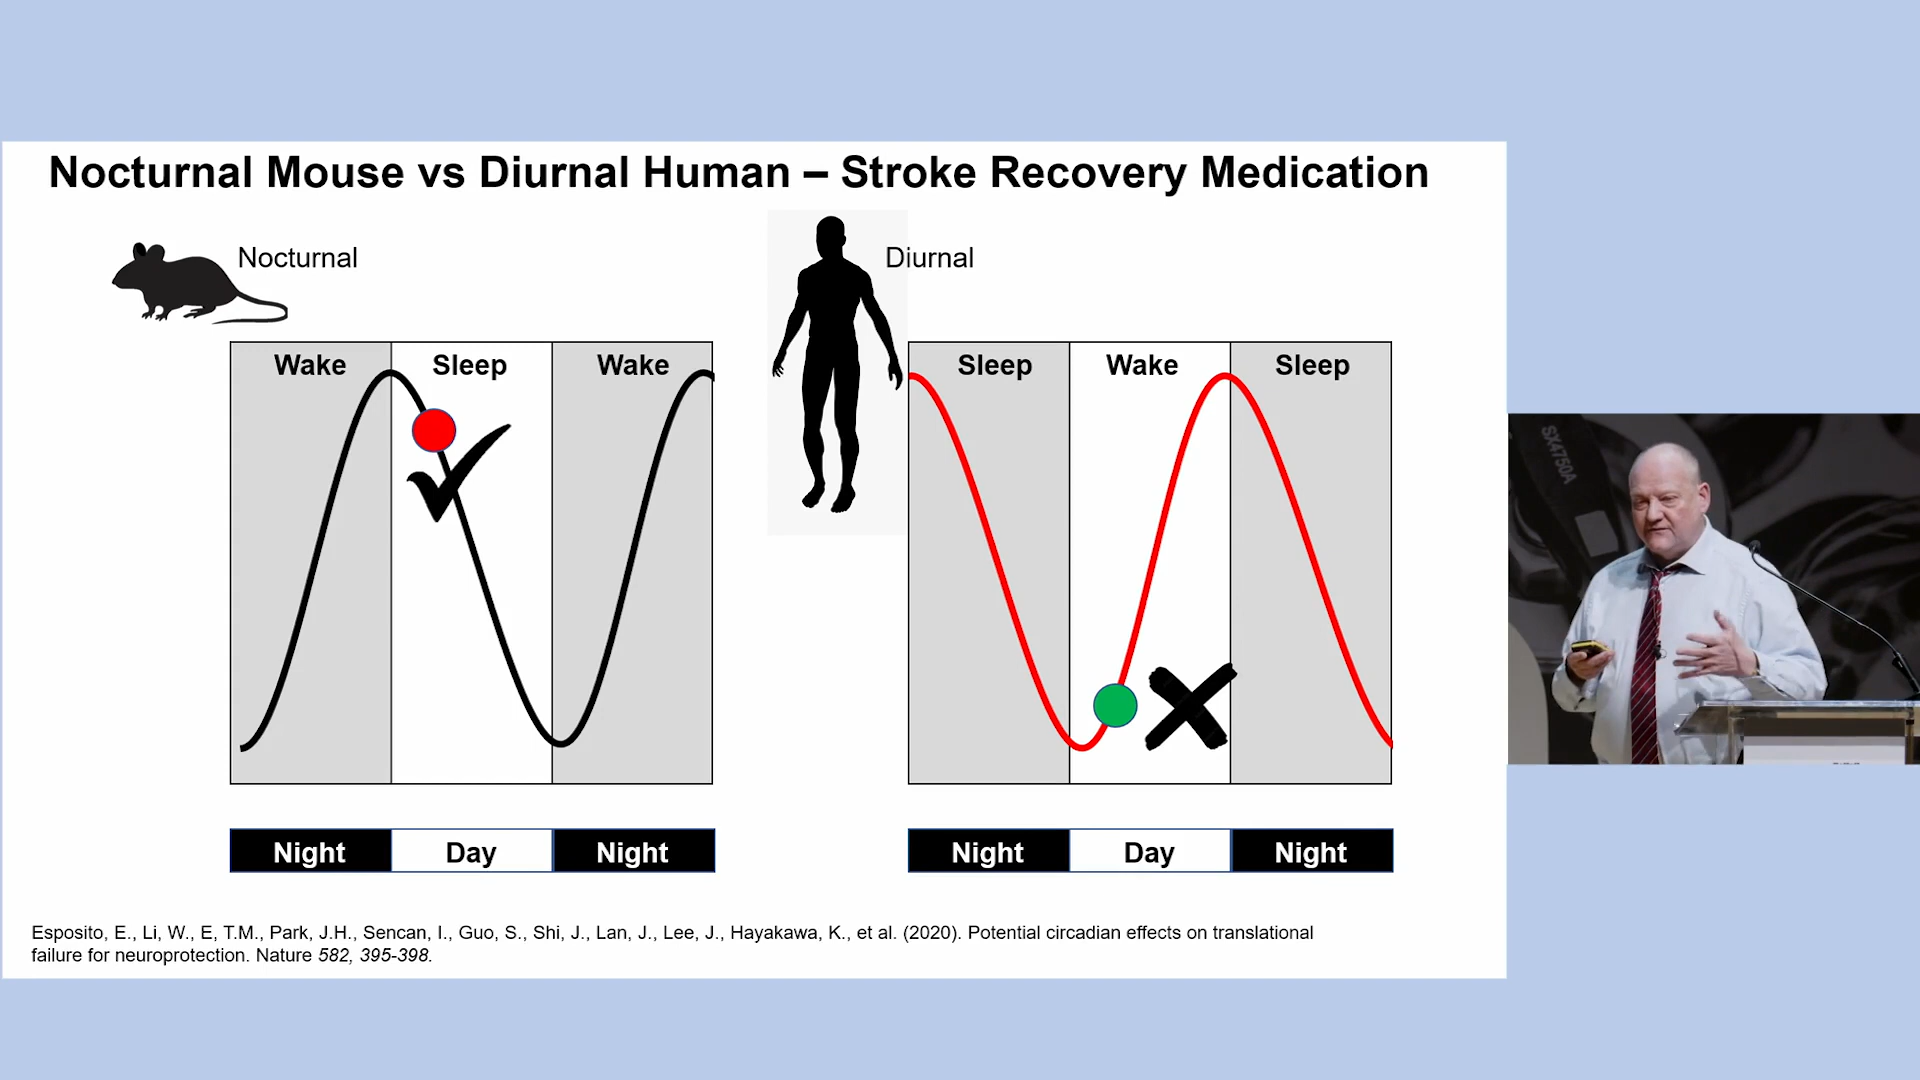 Nocturnal Mouse vs Diurnal Human – Stroke Recovery Medication
Nocturnal
Diurnal
Wake
Sleep
Wake
Sleep
Wake
Sleep
Night
Day
Night
Night
Day
Night
Esposito, E., Li, W., E, T.M., Park, J.H., Sencan, I., Guo, S., Shi, J., Lan, J., Lee, J., Hayakawa, K., et al. (2020). Potential circadian effects on translational
failure for neuroprotection. Nature 582, 395-398.
SX4750A